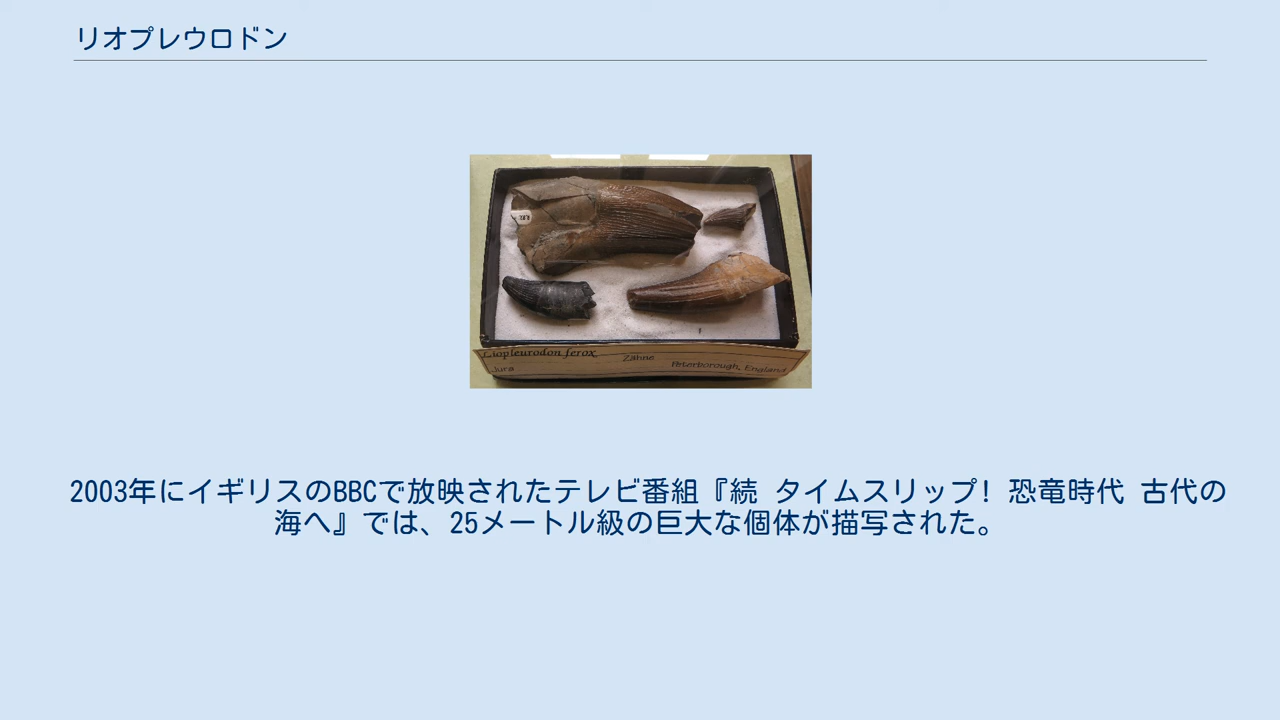 リオプレウロドン
Liopleurodon ferox
Zähne
Jura
Peterborough, England
2003年にイギリスのBBCで放映されたテレビ番組『続 タイムスリップ! 恐竜時代 古代の
海へ』では、25メートル級の巨大な個体が描写された。